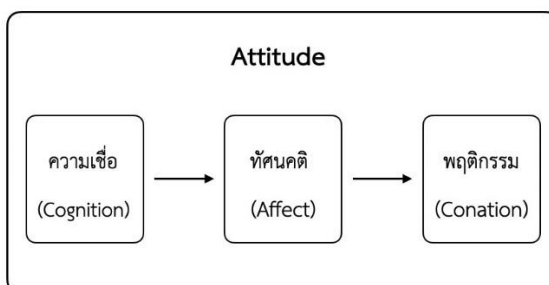 Attitude
ความเชื่อ
(Cognition)
ทัศนคติ
(Affect)
พฤติกรรม
(Conation)